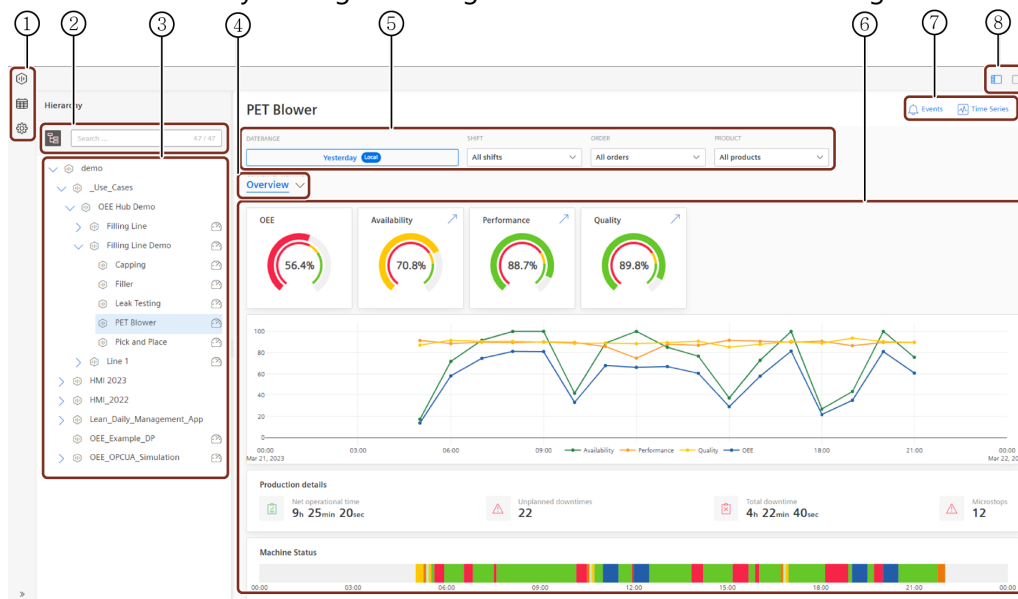 1 2 3 4 5 6 7 8
Hierarchy
PET Blower
Events Time Series
Search ... 47 / 47
DATERANGE SHIFT ORDER PRODUCT
Yesterday Local All shifts All orders All products
Overview
demo
_Use_Cases
OEE Hub Demo
Filling Line
Filling Line Demo
Capping
Filler
Leak Testing
PET Blower
Pick and Place
Line 1
HMI 2023
HMI_2022
Lean_Daily_Management_App
OEE_Example_DP
OEE_OPCUA_Simulation
OEE Availability Performance Quality
56.4% 70.8% 88.7% 89.8%
100
80
60
40
20
0
00:00 03:00 06:00 09:00 Availability Performance Quality OEE 18:00 21:00 00:00
Mar 21, 2023 Mar 22, 20
Production details
Net operational time Unplanned downtimes Total downtime Microstops
9h 25min 20sec 22 4h 22min 40sec 12
Machine Status
00:00 03:00 06:00 09:00 12:00 15:00 18:00 21:00 00:00